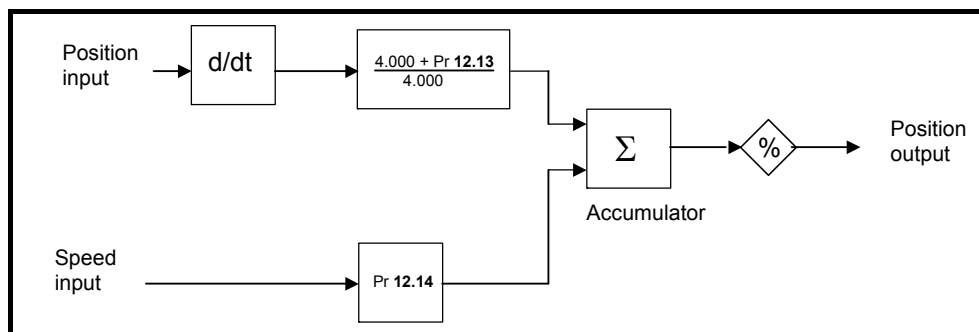 Position
input
d/dt
4.000 + Pr 12.13
4.000
Σ
Accumulator
%
Position
output
Speed
input
Pr 12.14